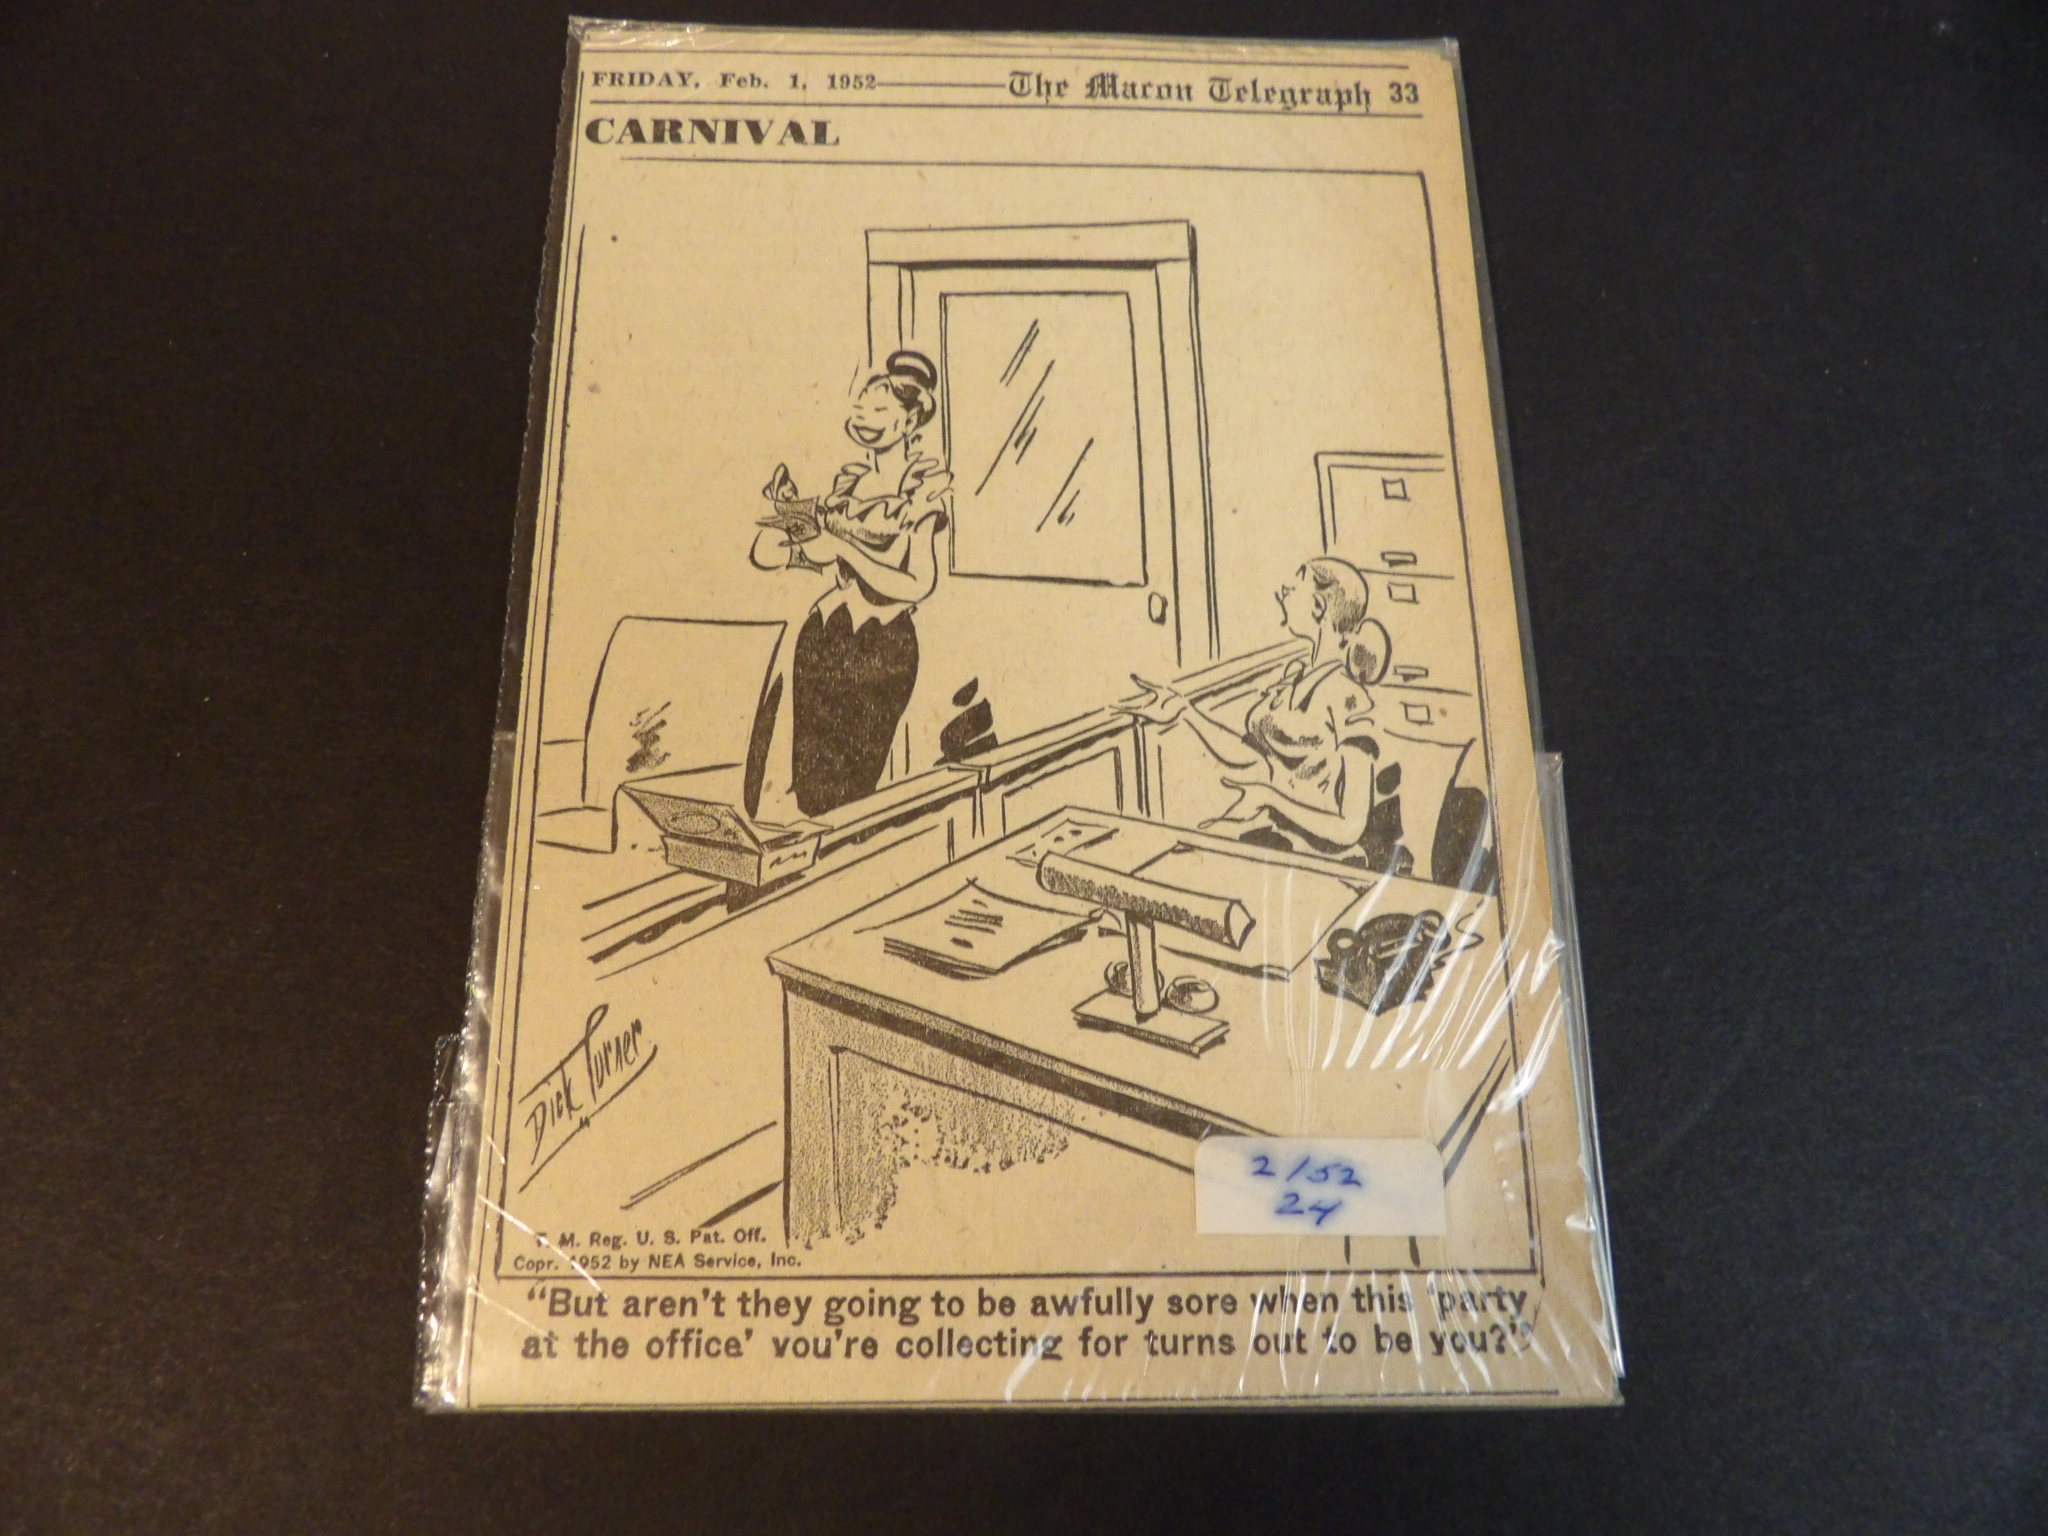 FRIDAY, Feb. 1, 1952
The Macon Telegraph 33
CARNIVAL
Dick Turner
T. M. Reg. U. S. Pat. Off.
Copr. 1952 by NEA Service, Inc.
2/52
24
"But aren't they going to be awfully sore when this 'party
at the office' you're collecting for turns out to be you?"